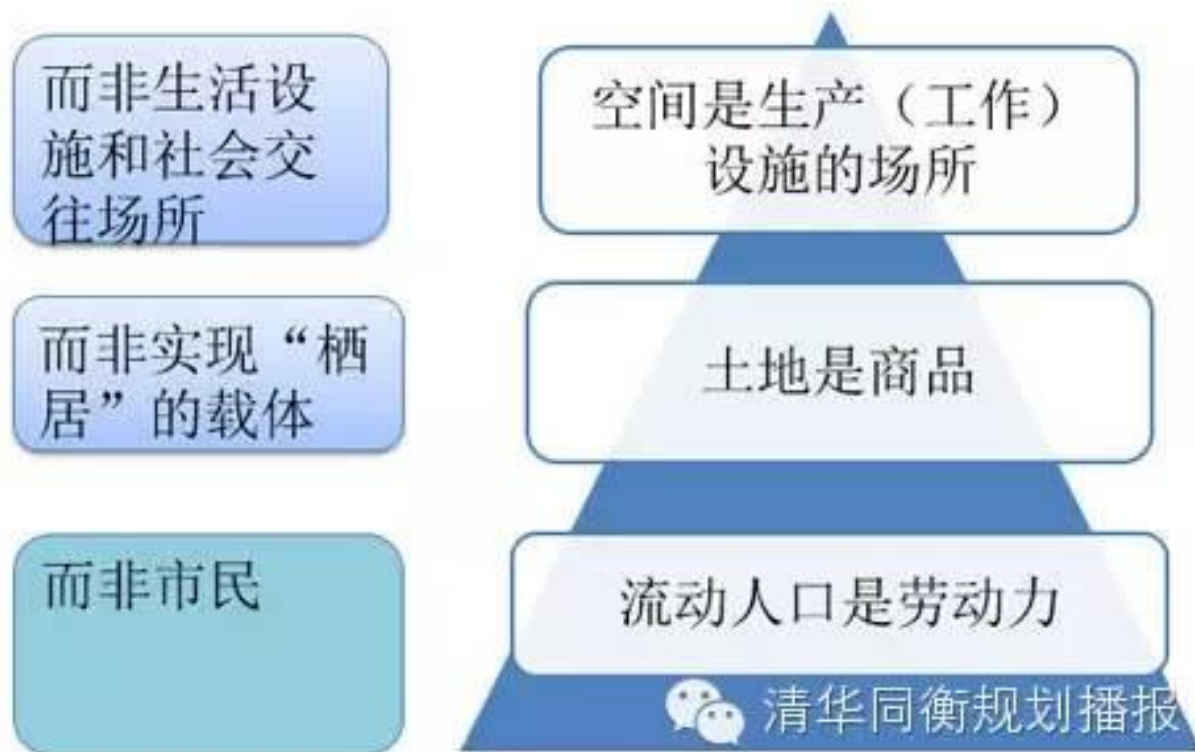 而非生活设
施和社会交
往场所
空间是生产（工作）
设施的场所
而非实现“栖
居”的载体
土地是商品
而非市民
流动人口是劳动力
清华同衡规划播报